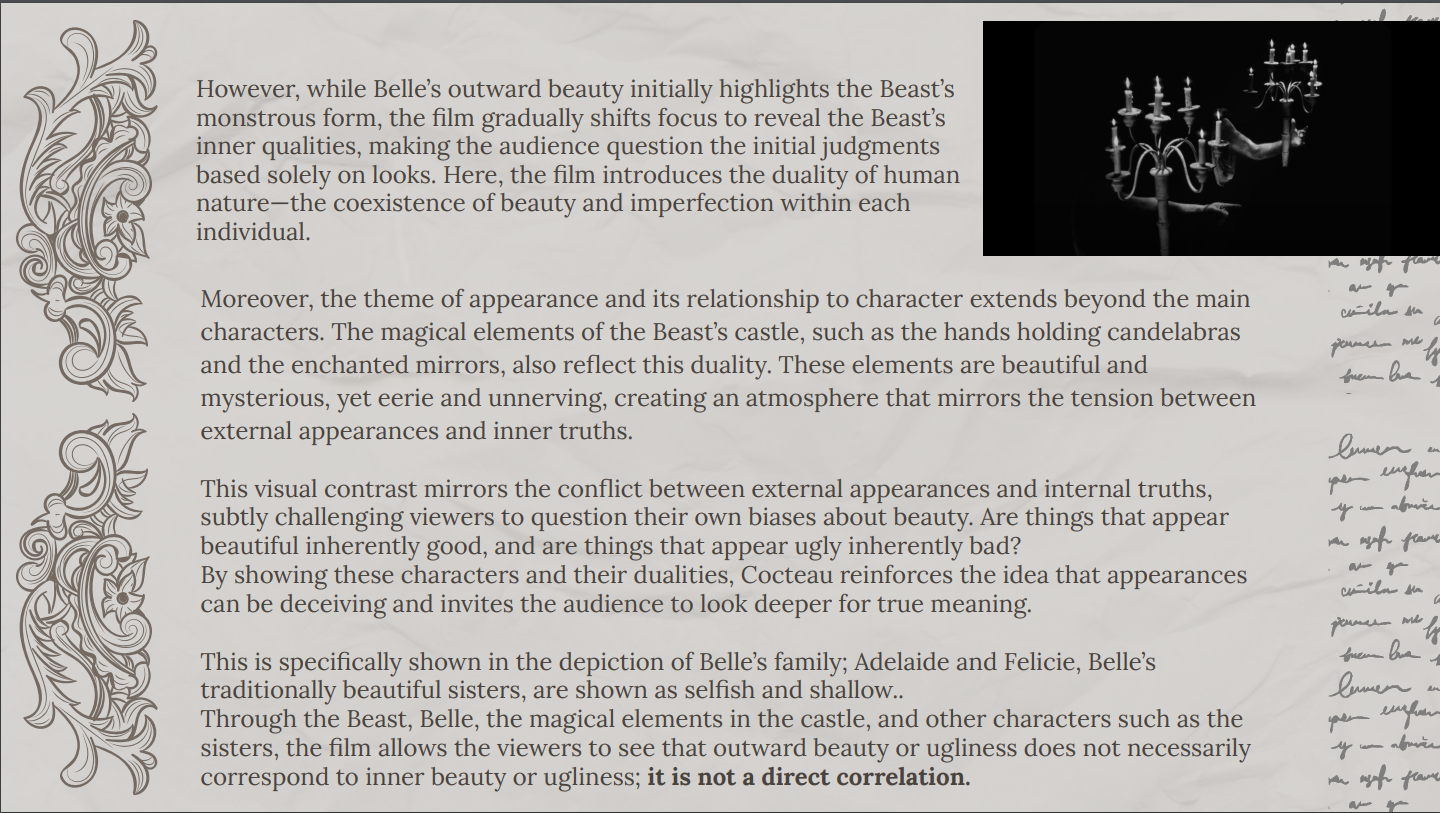 However, while Belle’s outward beauty initially highlights the Beast’s
monstrous form, the film gradually shifts focus to reveal the Beast’s
inner qualities, making the audience question the initial judgments
based solely on looks. Here, the film introduces the duality of human
nature—the coexistence of beauty and imperfection within each
individual.
Moreover, the theme of appearance and its relationship to character extends beyond the main
characters. The magical elements of the Beast’s castle, such as the hands holding candelabras
and the enchanted mirrors, also reflect this duality. These elements are beautiful and
mysterious, yet eerie and unnerving, creating an atmosphere that mirrors the tension between
external appearances and inner truths.
This visual contrast mirrors the conflict between external appearances and internal truths,
subtly challenging viewers to question their own biases about beauty. Are things that appear
beautiful inherently good, and are things that appear ugly inherently bad?
By showing these characters and their dualities, Cocteau reinforces the idea that appearances
can be deceiving and invites the audience to look deeper for true meaning.
This is specifically shown in the depiction of Belle’s family; Adelaide and Felicie, Belle’s
traditionally beautiful sisters, are shown as selfish and shallow..
Through the Beast, Belle, the magical elements in the castle, and other characters such as the
sisters, the film allows the viewers to see that outward beauty or ugliness does not necessarily
correspond to inner beauty or ugliness; it is not a direct correlation.